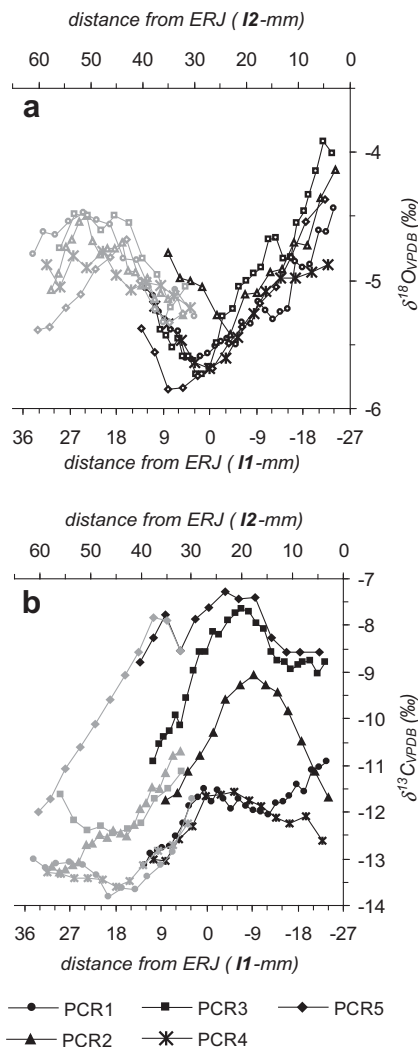 distance from ERJ ( l2-mm)
60 50 40 30 20 10 0
a
-4
-5
-6
δ18OVPDB (‰)
36 27 18 9 0 -9 -18 -27
distance from ERJ ( l1-mm)
distance from ERJ ( l2-mm)
60 50 40 30 20 10 0
b
-7
-8
-9
-10
-11
-12
-13
-14
δ13CVPDB (‰)
36 27 18 9 0 -9 -18 -27
distance from ERJ ( l1-mm)
PCR1 PCR3 PCR5
PCR2 PCR4